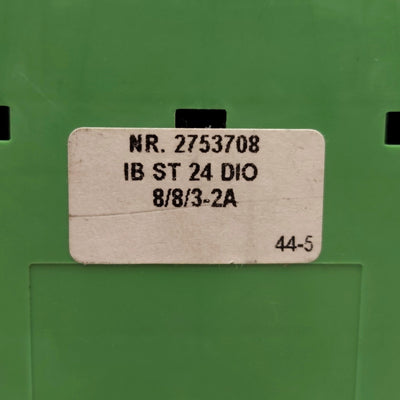 NR. 2753708
IB ST 24 DIO
8/8/3-2A
44-5